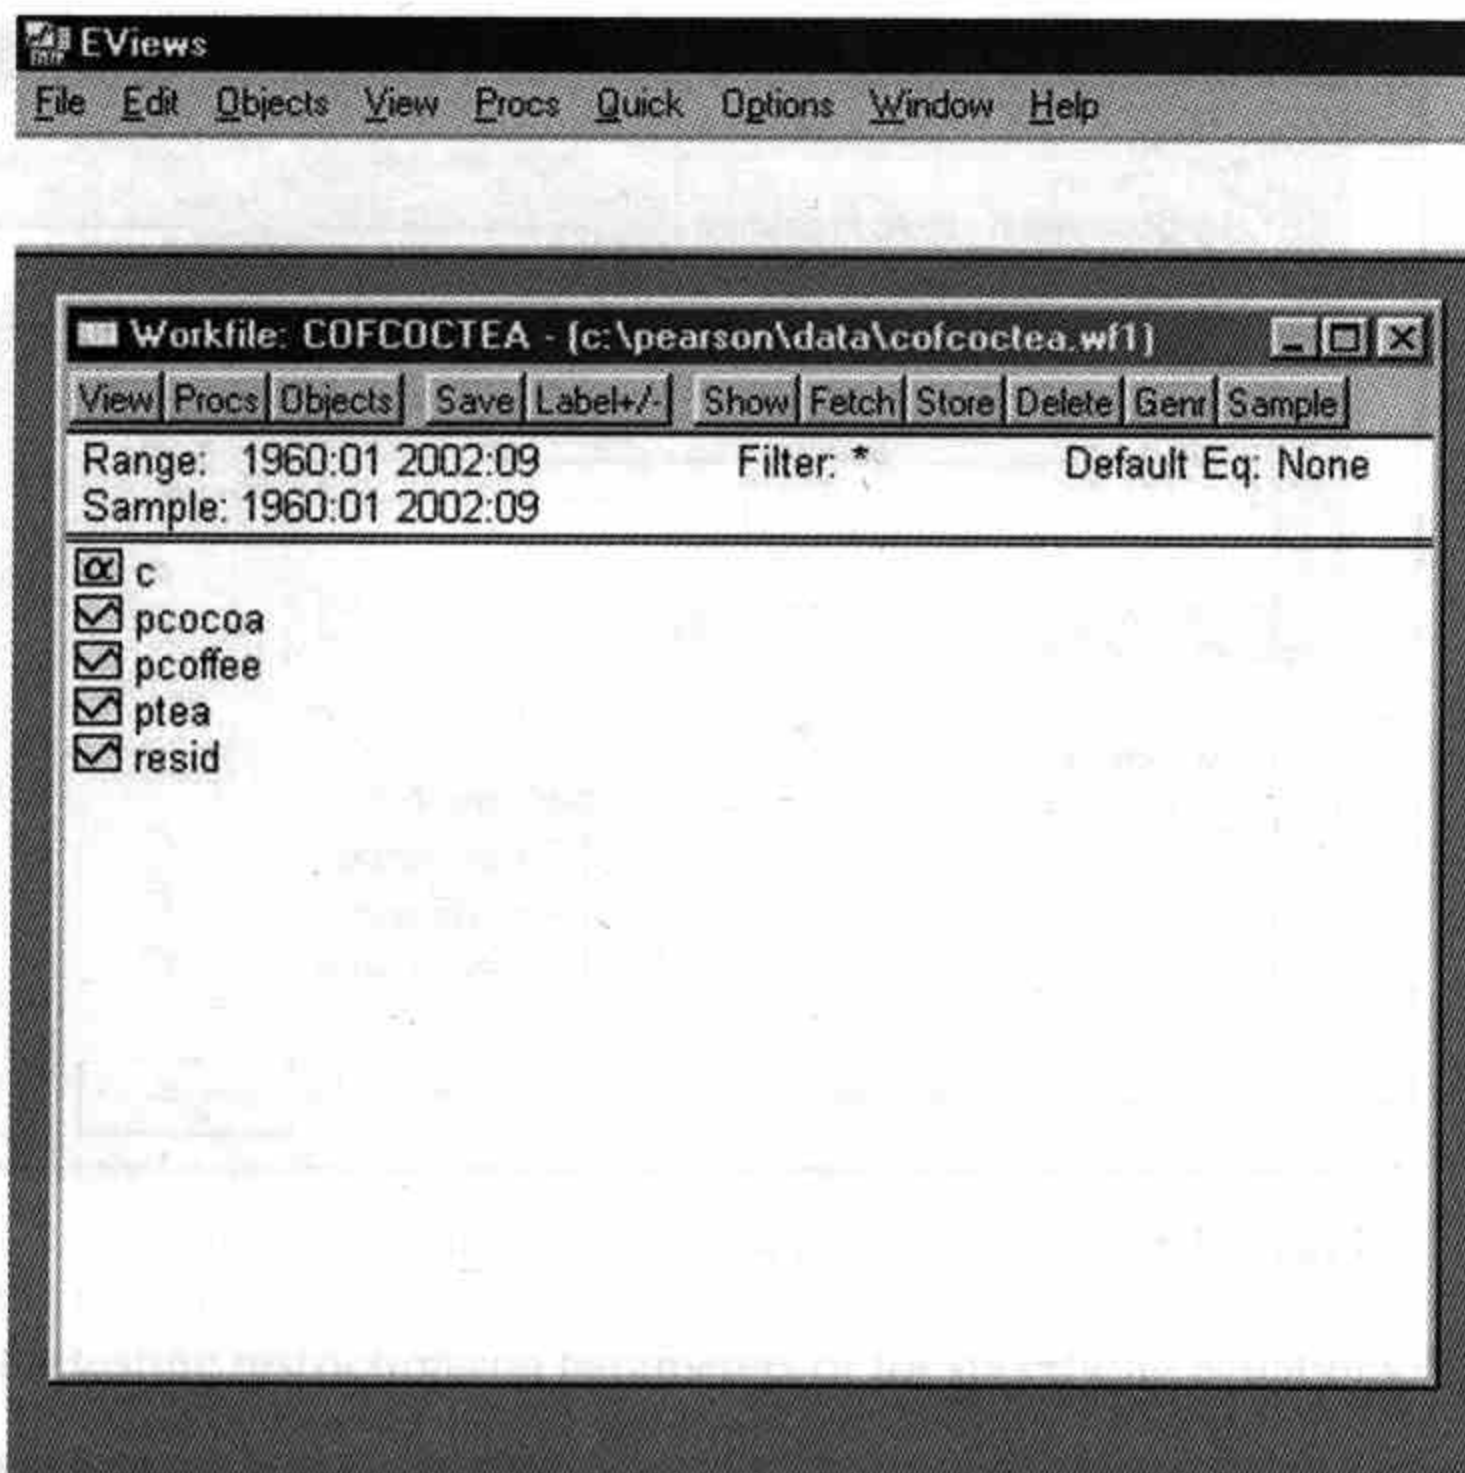 EViews
File Edit Objects View Procs Quick Options Window Help
Workfile: COFCOCTEA - (c:\pearson\data\cofcoctea.wf1)
View Procs Objects Save Label+/- Show Fetch Store Delete Genr Sample
Range: 1960:01 2002:09 Filter: * Default Eq: None
Sample: 1960:01 2002:09
α c
pcocoa
pcoffee
ptea
resid